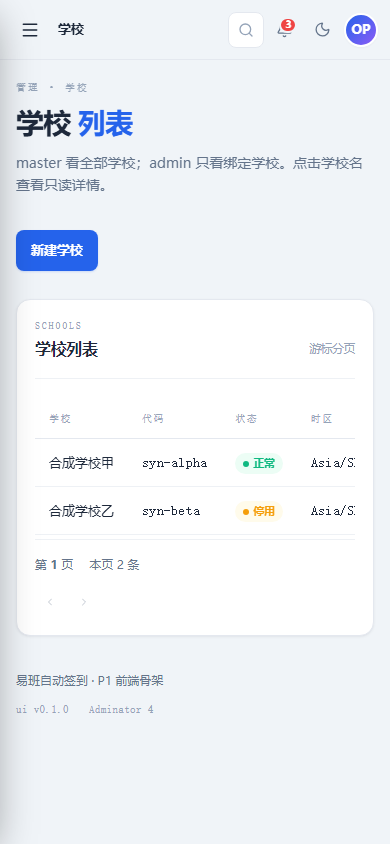 学校
3
OP
管理 · 学校
学校 列表
master 看全部学校；admin 只看绑定学校。点击学校名
查看只读详情。
新建学校
SCHOOLS
学校列表
游标分页
学校 代码 状态 时区
合成学校甲 syn-alpha 正常 Asia/S
合成学校乙 syn-beta 停用 Asia/S
第 1 页 本页 2 条
易班自动签到 · P1 前端骨架
ui v0.1.0 Adminator 4